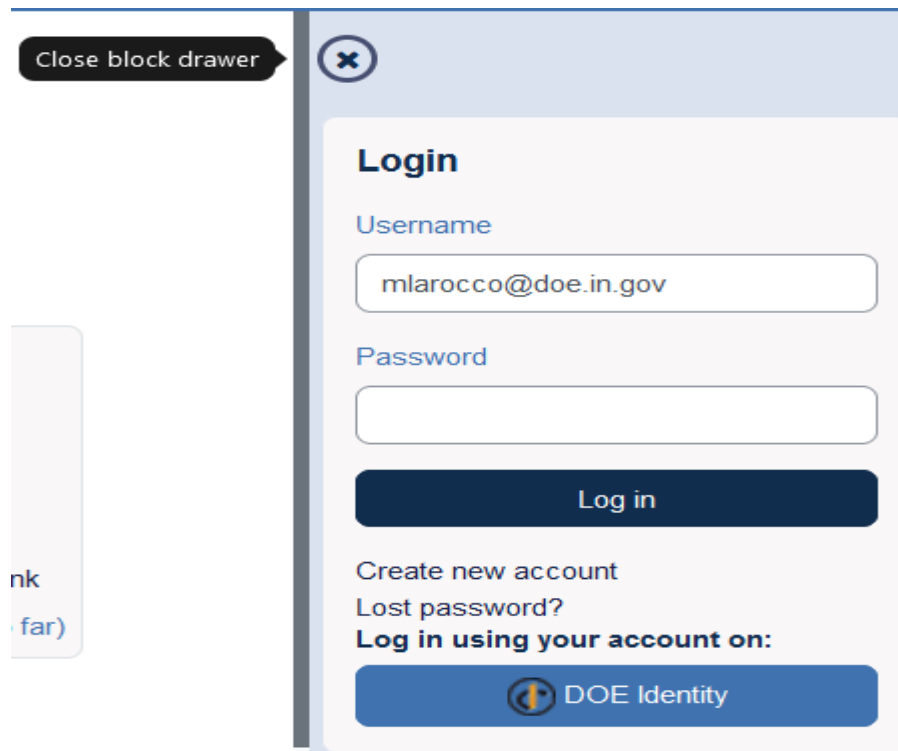 Close block drawer
Login
Username
mlarocco@doe.in.gov
Password
Log in
Create new account
nk
Lost password?
far)
Log in using your account on:
DOE Identity